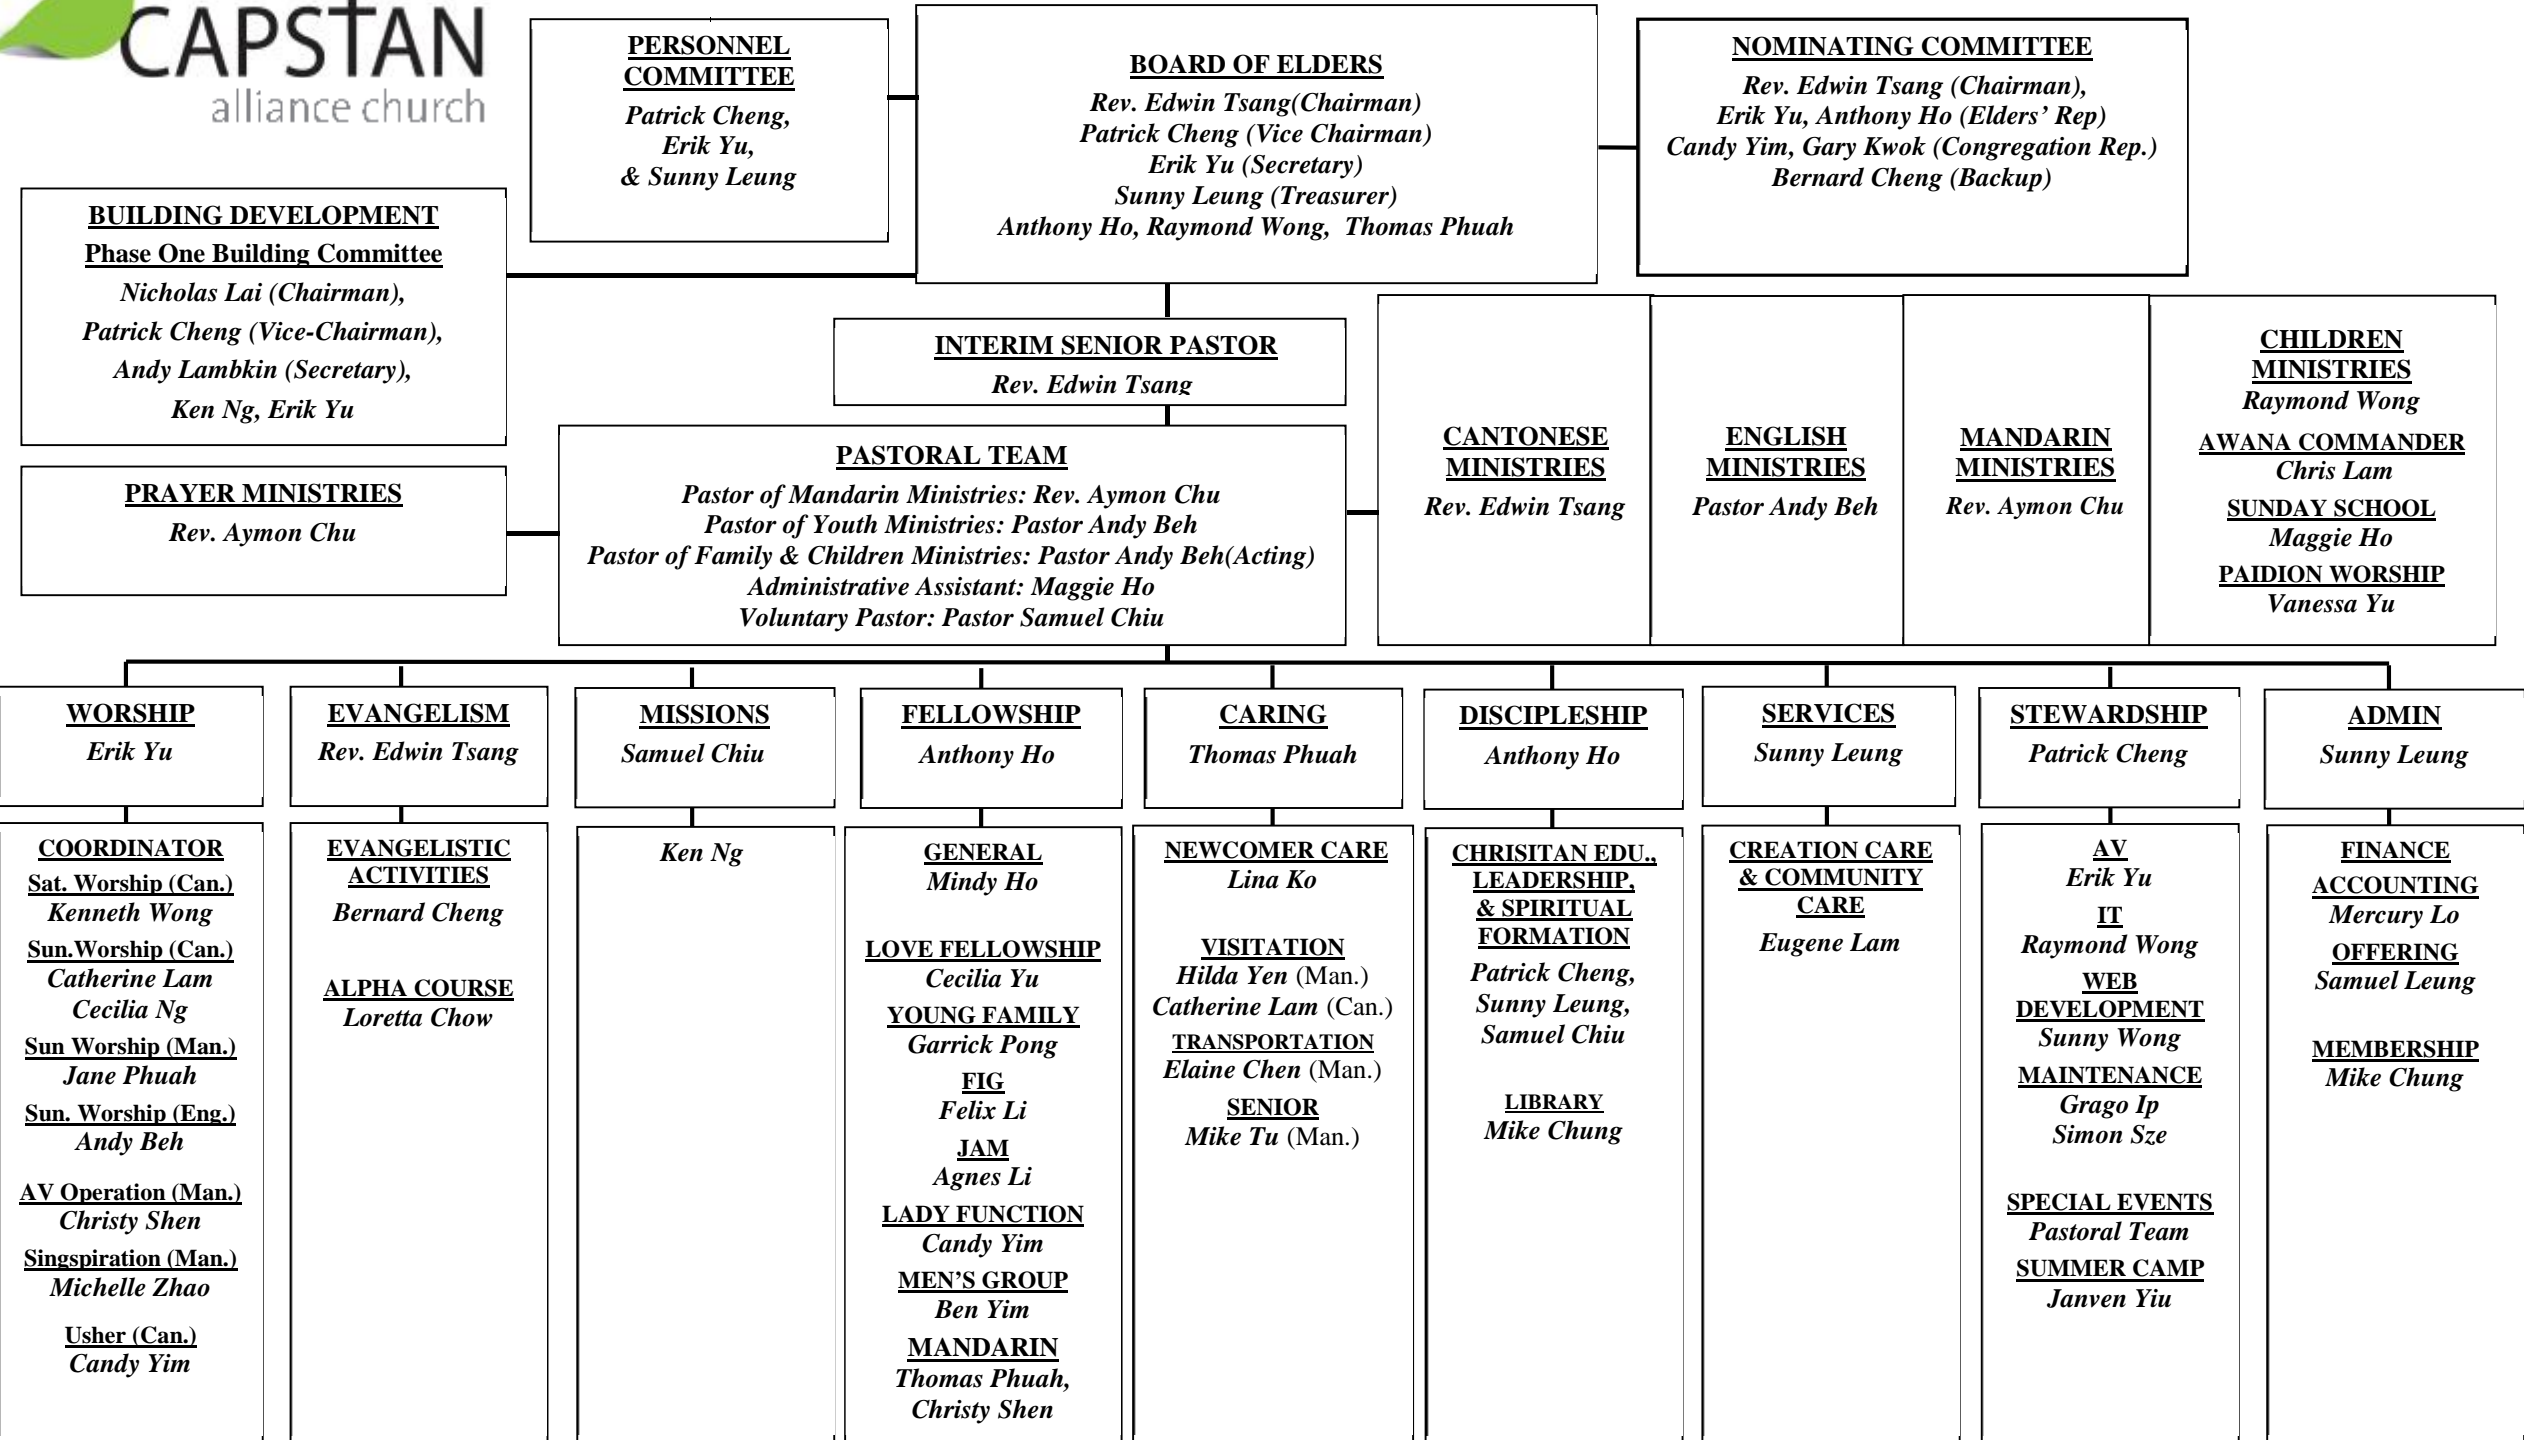 CAPSTAN
alliance church
PERSONNEL
COMMITTEE
Patrick Cheng,
Erik Yu,
& Sunny Leung
BOARD OF ELDERS
Rev. Edwin Tsang(Chairman)
Patrick Cheng (Vice Chairman)
Erik Yu (Secretary)
Sunny Leung (Treasurer)
Anthony Ho, Raymond Wong, Thomas Phuah
NOMINATING COMMITTEE
Rev. Edwin Tsang (Chairman),
Erik Yu, Anthony Ho (Elders’ Rep)
Candy Yim, Gary Kwok (Congregation Rep.)
Bernard Cheng (Backup)
BUILDING DEVELOPMENT
Phase One Building Committee
Nicholas Lai (Chairman),
Patrick Cheng (Vice-Chairman),
Andy Lambkin (Secretary),
Ken Ng, Erik Yu
INTERIM SENIOR PASTOR
Rev. Edwin Tsang
PRAYER MINISTRIES
Rev. Aymon Chu
PASTORAL TEAM
Pastor of Mandarin Ministries: Rev. Aymon Chu
Pastor of Youth Ministries: Pastor Andy Beh
Pastor of Family & Children Ministries: Pastor Andy Beh(Acting)
Administrative Assistant: Maggie Ho
Voluntary Pastor: Pastor Samuel Chiu
CANTONESE
MINISTRIES
Rev. Edwin Tsang
ENGLISH
MINISTRIES
Pastor Andy Beh
MANDARIN
MINISTRIES
Rev. Aymon Chu
CHILDREN
MINISTRIES
Raymond Wong
AWANA COMMANDER
Chris Lam
SUNDAY SCHOOL
Maggie Ho
PAIDION WORSHIP
Vanessa Yu
WORSHIP
Erik Yu
EVANGELISM
Rev. Edwin Tsang
MISSIONS
Samuel Chiu
FELLOWSHIP
Anthony Ho
CARING
Thomas Phuah
DISCIPLESHIP
Anthony Ho
SERVICES
Sunny Leung
STEWARDSHIP
Patrick Cheng
ADMIN
Sunny Leung
COORDINATOR
Sat. Worship (Can.)
Kenneth Wong
Sun.Worship (Can.)
Catherine Lam
Cecilia Ng
Sun Worship (Man.)
Jane Phuah
Sun. Worship (Eng.)
Andy Beh
AV Operation (Man.)
Christy Shen
Singspiration (Man.)
Michelle Zhao
Usher (Can.)
Candy Yim
EVANGELISTIC
ACTIVITIES
Bernard Cheng
ALPHA COURSE
Loretta Chow
Ken Ng
GENERAL
Mindy Ho
LOVE FELLOWSHIP
Cecilia Yu
YOUNG FAMILY
Garrick Pong
FIG
Felix Li
JAM
Agnes Li
LADY FUNCTION
Candy Yim
MEN’S GROUP
Ben Yim
MANDARIN
Thomas Phuah,
Christy Shen
NEWCOMER CARE
Lina Ko
VISITATION
Hilda Yen (Man.)
Catherine Lam (Can.)
TRANSPORTATION
Elaine Chen (Man.)
SENIOR
Mike Tu (Man.)
CHRISITAN EDU.,
LEADERSHIP,
& SPIRITUAL
FORMATION
Patrick Cheng,
Sunny Leung,
Samuel Chiu
LIBRARY
Mike Chung
CREATION CARE
& COMMUNITY
CARE
Eugene Lam
AV
Erik Yu
IT
Raymond Wong
WEB
DEVELOPMENT
Sunny Wong
MAINTENANCE
Grago Ip
Simon Sze
SPECIAL EVENTS
Pastoral Team
SUMMER CAMP
Janven Yiu
FINANCE
ACCOUNTING
Mercury Lo
OFFERING
Samuel Leung
MEMBERSHIP
Mike Chung